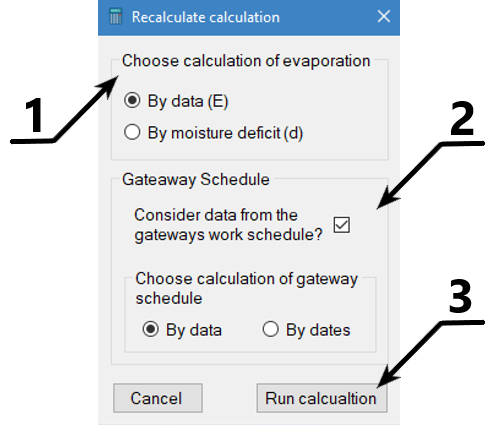 Recalculate calculation
Choose calculation of evaporation
1
By data (E)
By moisture deficit (d)
2
Gateaway Schedule
Consider data from the
gateways work schedule?
Choose calculation of gateway
schedule
3
By data By dates
Cancel Run calcualtion